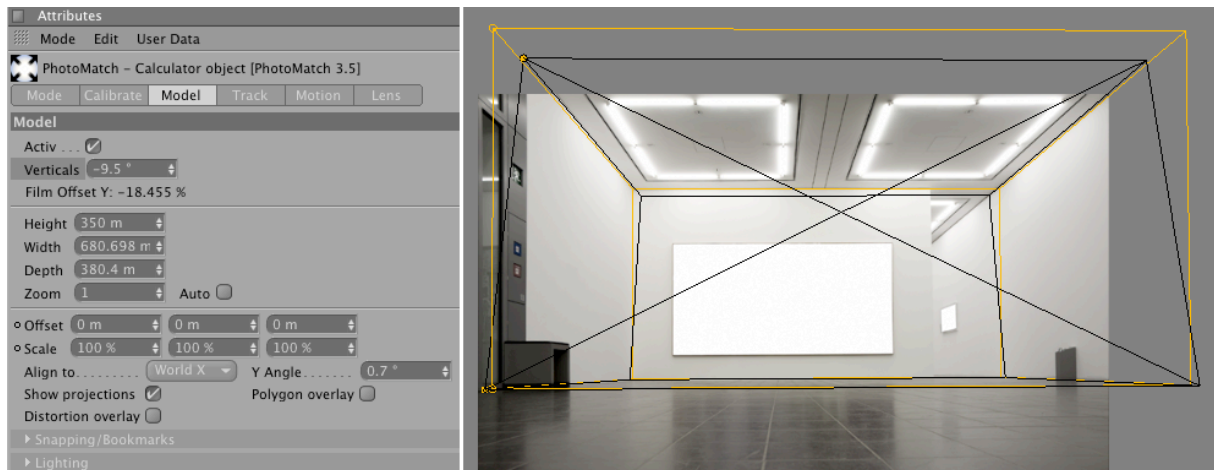 Attributes
Mode Edit User Data
PhotoMatch - Calculator object [PhotoMatch 3.5]
Mode Calibrate Model Track Motion Lens
Model
Activ . . .
Verticals -9.5 °
Film Offset Y: -18.455 %
Height 350 m
Width 680.698 m
Depth 380.4 m
Zoom 1 Auto
Offset 0 m 0 m 0 m
Scale 100 % 100 % 100 %
Align to. . . . . . . . . World X Y Angle. . . . . . . 0.7 °
Show projections Polygon overlay
Distortion overlay
Snapping/Bookmarks
Lighting